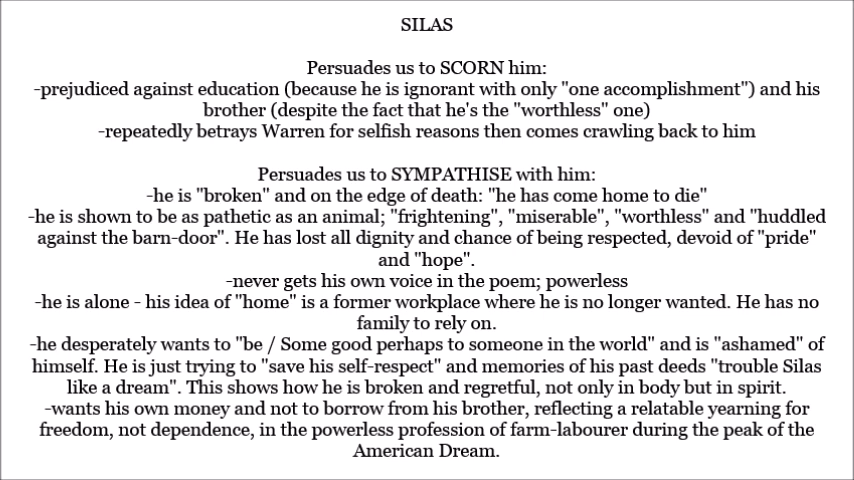 SILAS
Persuades us to SCORN him:
-prejudiced against education (because he is ignorant with only "one accomplishment") and his
brother (despite the fact that he's the "worthless" one)
-repeatedly betrays Warren for selfish reasons then comes crawling back to him
Persuades us to SYMPATHISE with him:
-he is "broken" and on the edge of death: "he has come home to die"
-he is shown to be as pathetic as an animal; "frightening", "miserable", "worthless" and "huddled
against the barn-door". He has lost all dignity and chance of being respected, devoid of "pride"
and "hope".
-never gets his own voice in the poem; powerless
-he is alone - his idea of "home" is a former workplace where he is no longer wanted. He has no
family to rely on.
-he desperately wants to "be / Some good perhaps to someone in the world" and is "ashamed" of
himself. He is just trying to "save his self-respect" and memories of his past deeds "trouble Silas
like a dream". This shows how he is broken and regretful, not only in body but in spirit.
-wants his own money and not to borrow from his brother, reflecting a relatable yearning for
freedom, not dependence, in the powerless profession of farm-labourer during the peak of the
American Dream.